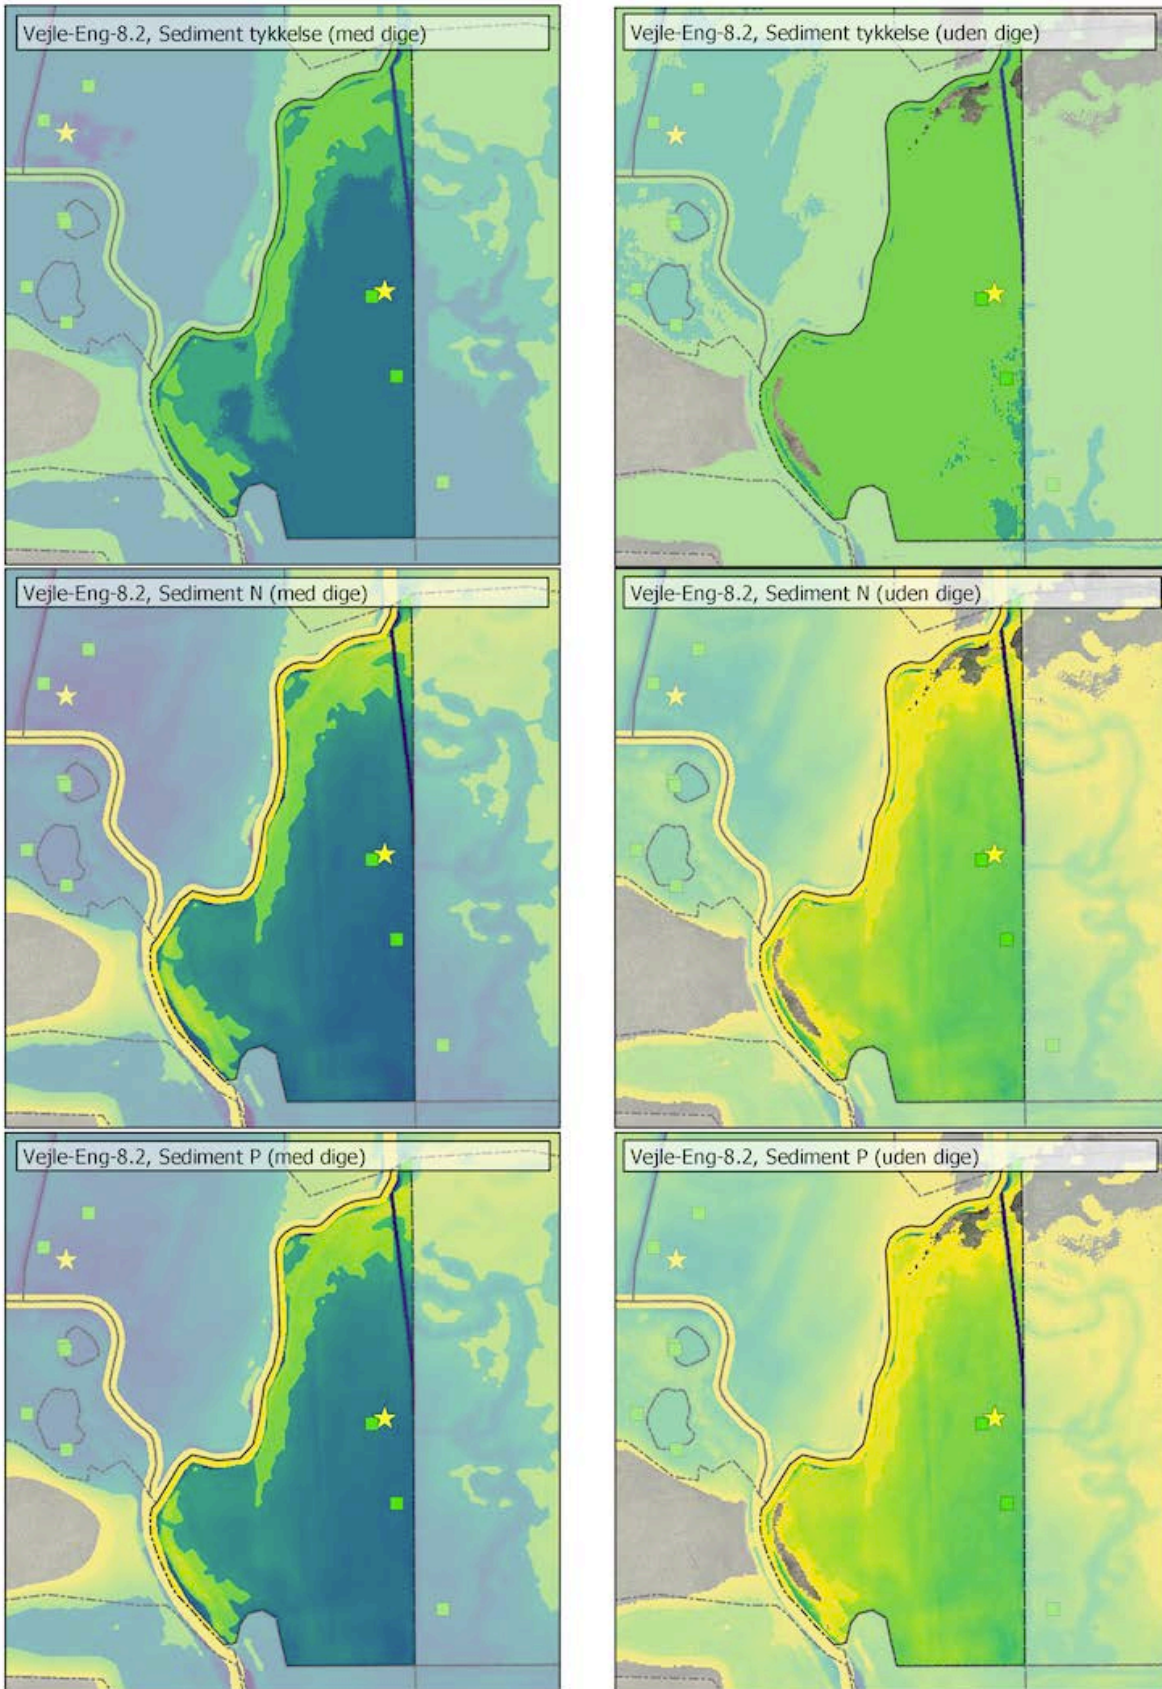 Vejle-Eng-8.2, Sediment tykkelse (med dige)
Vejle-Eng-8.2, Sediment tykkelse (uden dige)
Vejle-Eng-8.2, Sediment N (med dige)
Vejle-Eng-8.2, Sediment N (uden dige)
Vejle-Eng-8.2, Sediment P (med dige)
Vejle-Eng-8.2, Sediment P (uden dige)